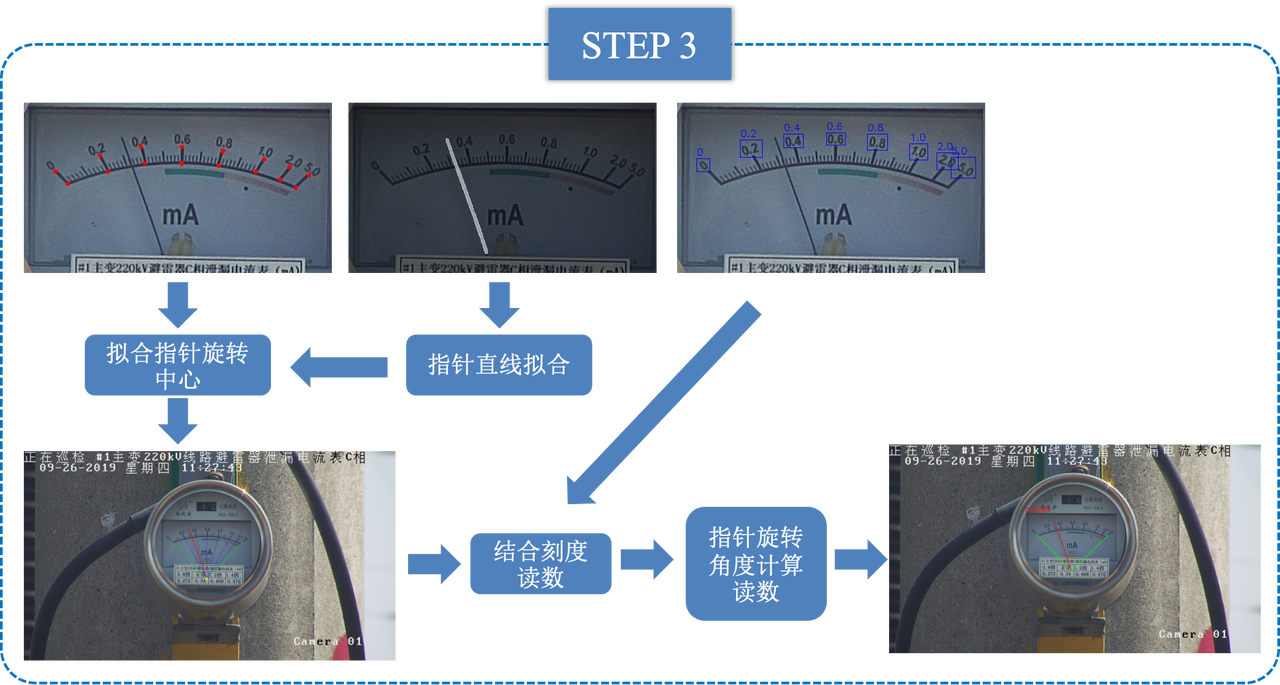 STEP 3
0 0.2 0.4 0.6 0.8 1.0 2.0 5.0
mA
#1主变220kV避雷器C相泄漏电流表(mA)
0 0.2 0.4 0.6 0.8 1.0 2.0 5.0
mA
#1主变220kV避雷器C相泄漏电流表(mA)
0 0.2 0.4 0.6 0.8 1.0 2.0 5.0
0 0.2 0.4 0.6 0.8 1.0 2.0 5.0
mA
#1主变220kV避雷器C相泄漏电流表(mA)
拟合指针旋转
中心
指针直线拟合
正在巡检 #1主变220kV线路避雷器泄漏电流表C相
09-26-2019 星期四 11:27:43
mA
Camera 01
结合刻度
读数
指针旋转
角度计算
读数
正在巡检 #1主变220kV线路避雷器泄漏电流表C相
09-26-2019 星期四 11:27:43
mA
Camera 01